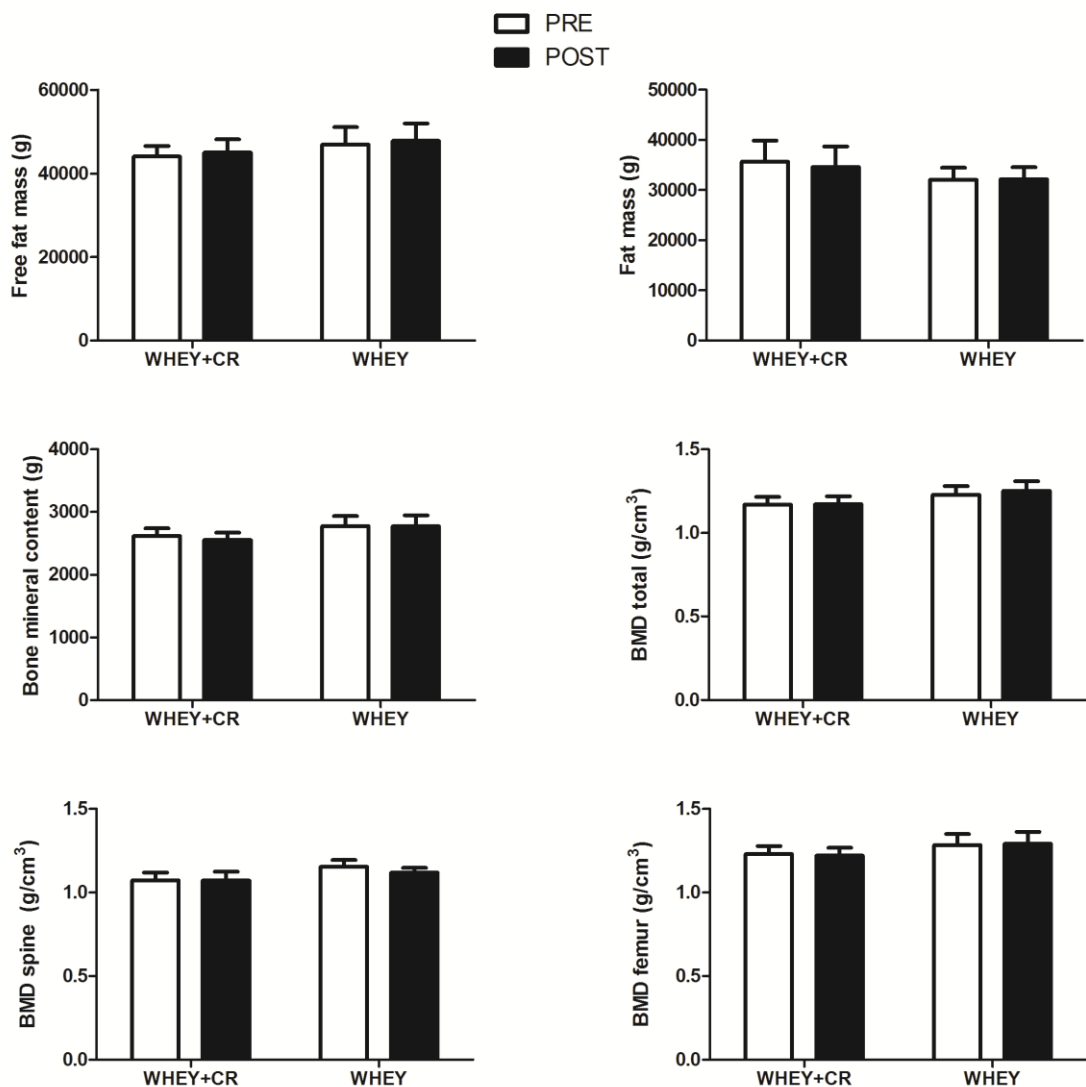 PRE
POST
Free fat mass (g)
60000
40000
20000
0
WHEY+CR
WHEY
Fat mass (g)
50000
40000
30000
20000
10000
0
WHEY+CR
WHEY
Bone mineral content (g)
4000
3000
2000
1000
0
WHEY+CR
WHEY
BMD total (g/cm³)
1.5
1.0
0.5
0.0
WHEY+CR
WHEY
BMD spine (g/cm³)
1.5
1.0
0.5
0.0
WHEY+CR
WHEY
BMD femur (g/cm³)
1.5
1.0
0.5
0.0
WHEY+CR
WHEY